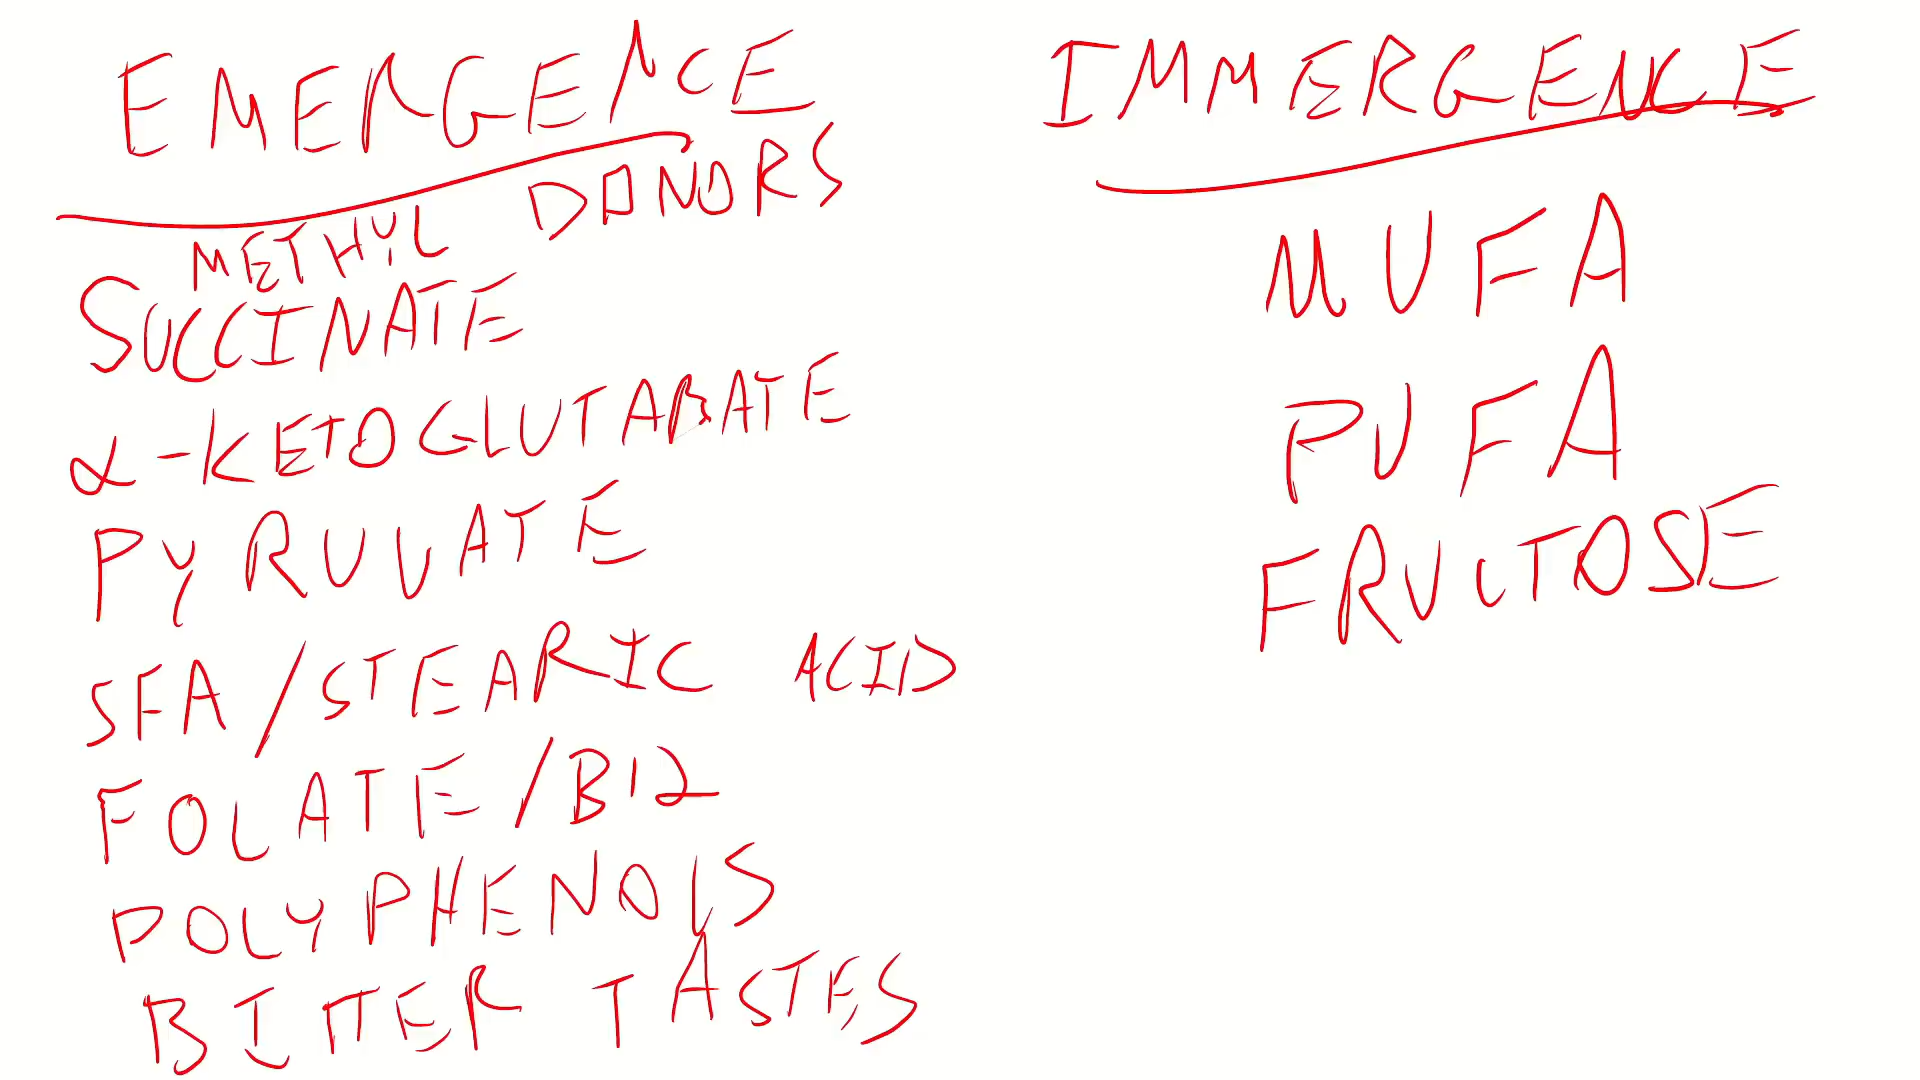 EMERGENCE
METHYL DONORS
SUCCINATE
α-KETOGLUTARATE
PYRUVATE
SFA/STEARIC ACID
FOLATE/B12
POLYPHENOLS
BITTER TASTES
IMMERGENCE
MUFA
PUFA
FRUCTOSE